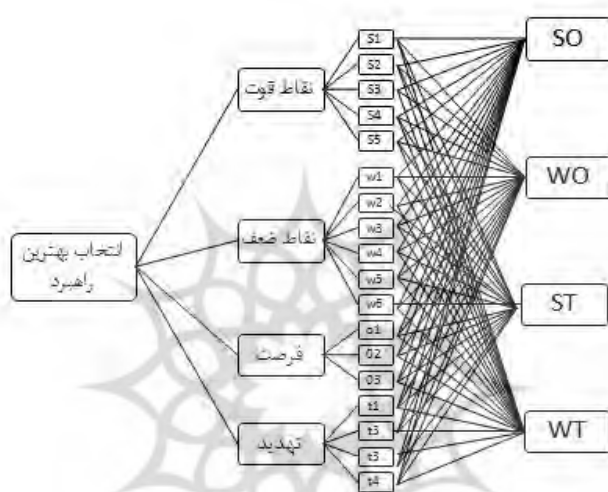 انتخاب بهترین
راهبرد
نقاط قوت
نقاط ضعف
فرصت
تهدید
S1
S2
S3
S4
S5
w1
w2
w3
w4
w5
w6
o1
O2
O3
t1
t3
t3
t4
SO
WO
ST
WT